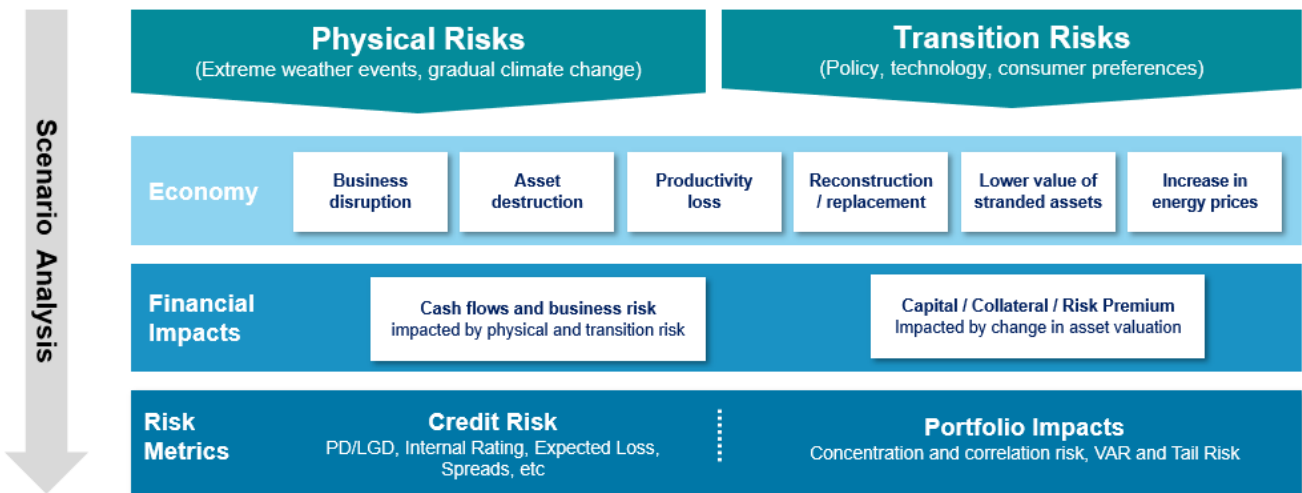 Scenario Analysis
Physical Risks
(Extreme weather events, gradual climate change)
Transition Risks
(Policy, technology, consumer preferences)
Economy
Business
disruption
Asset
destruction
Productivity
loss
Reconstruction
/ replacement
Lower value of
stranded assets
Increase in
energy prices
Financial
Impacts
Cash flows and business risk
impacted by physical and transition risk
Capital / Collateral / Risk Premium
Impacted by change in asset valuation
Risk
Metrics
Credit Risk
PD/LGD, Internal Rating, Expected Loss,
Spreads, etc
Portfolio Impacts
Concentration and correlation risk, VAR and Tail Risk